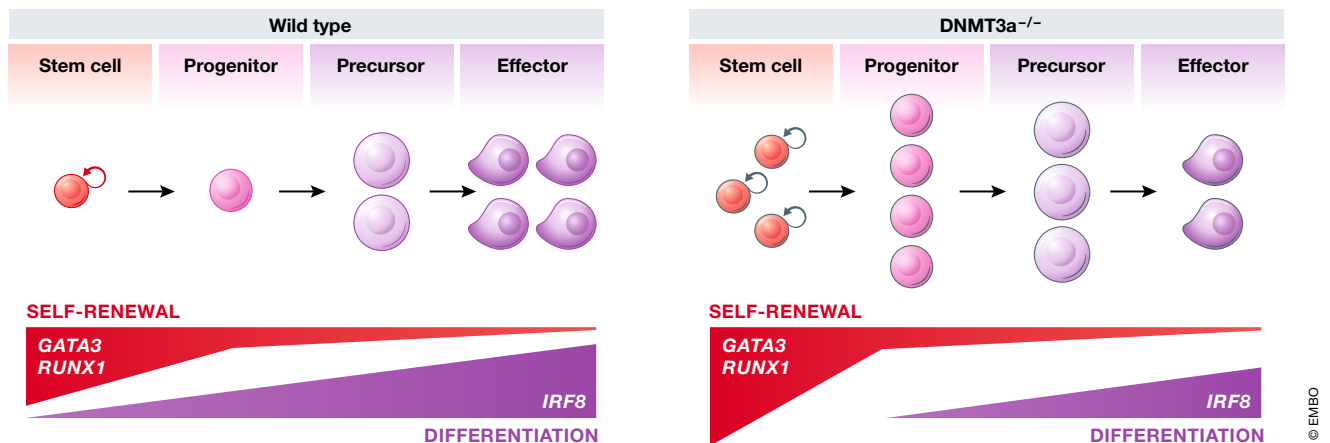 Wild type
Stem cell
Progenitor
Precursor
Effector
SELF-RENEWAL
GATA3
RUNX1
IRF8
DIFFERENTIATION
DNMT3a⁻/⁻
Stem cell
Progenitor
Precursor
Effector
SELF-RENEWAL
GATA3
RUNX1
IRF8
DIFFERENTIATION
© EMBO